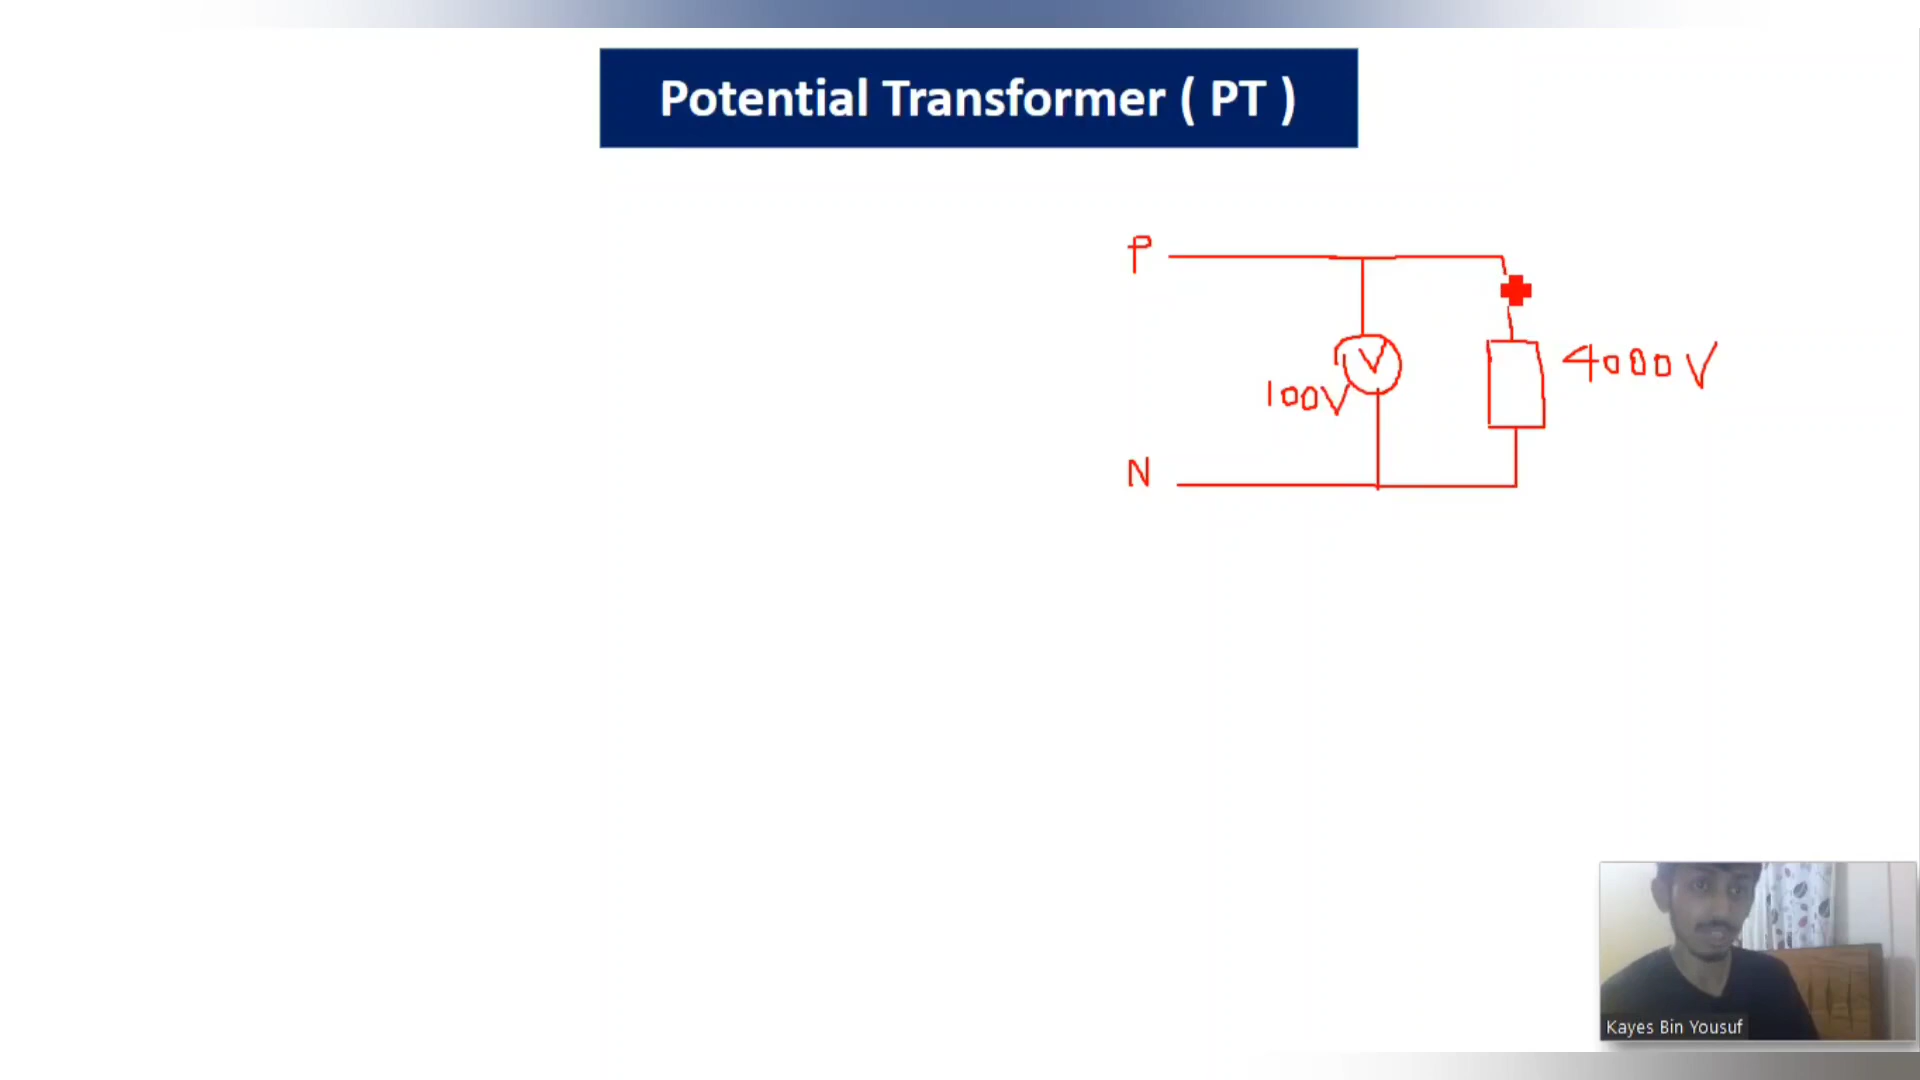 Potential Transformer ( PT )
P
4000V
V
100V
N
Kayes Bin Yousuf